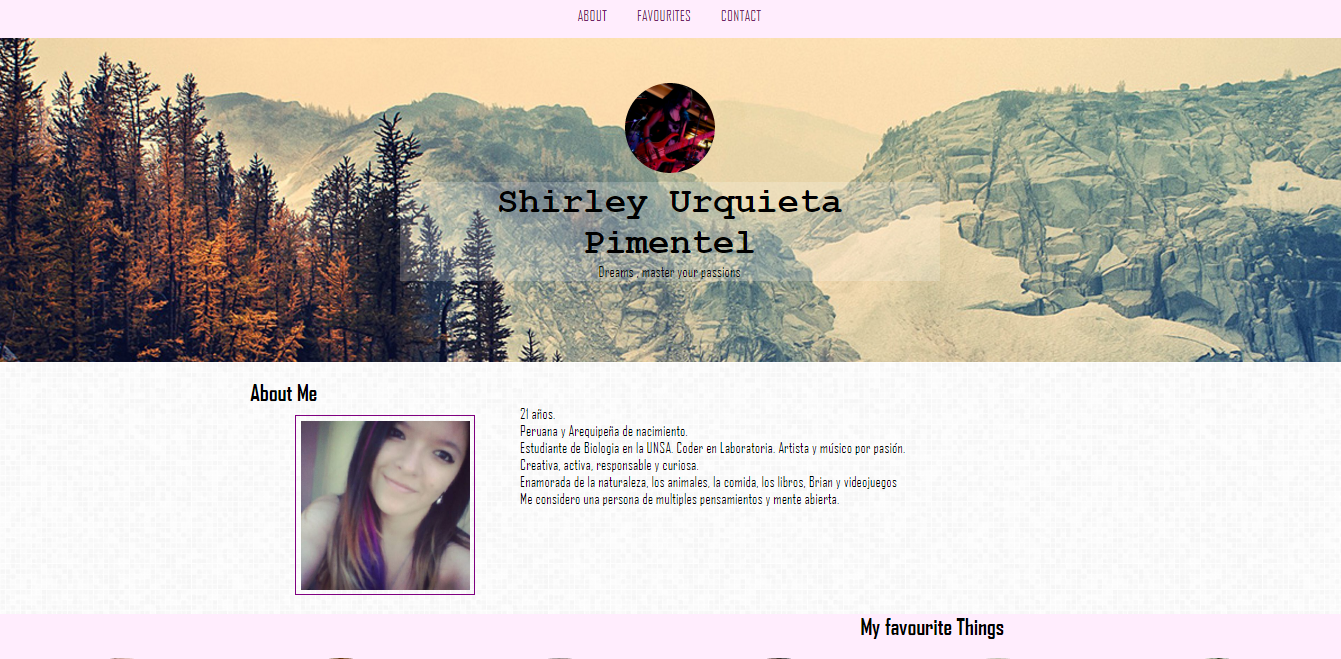 ABOUT FAVOURITES CONTACT
Shirley Urquieta
Pimentel
Dreams , master your passions
About Me
21 años.
Peruana y Arequipeña de nacimiento.
Estudiante de Biologia en la UNSA. Coder en Laboratoria. Artista y músico por pasión.
Creativa, activa, responsable y curiosa.
Enamorada de la naturaleza, los animales, la comida, los libros, Brian y videojuegos
Me considero una persona de multiples pensamientos y mente abierta.
My favourite Things